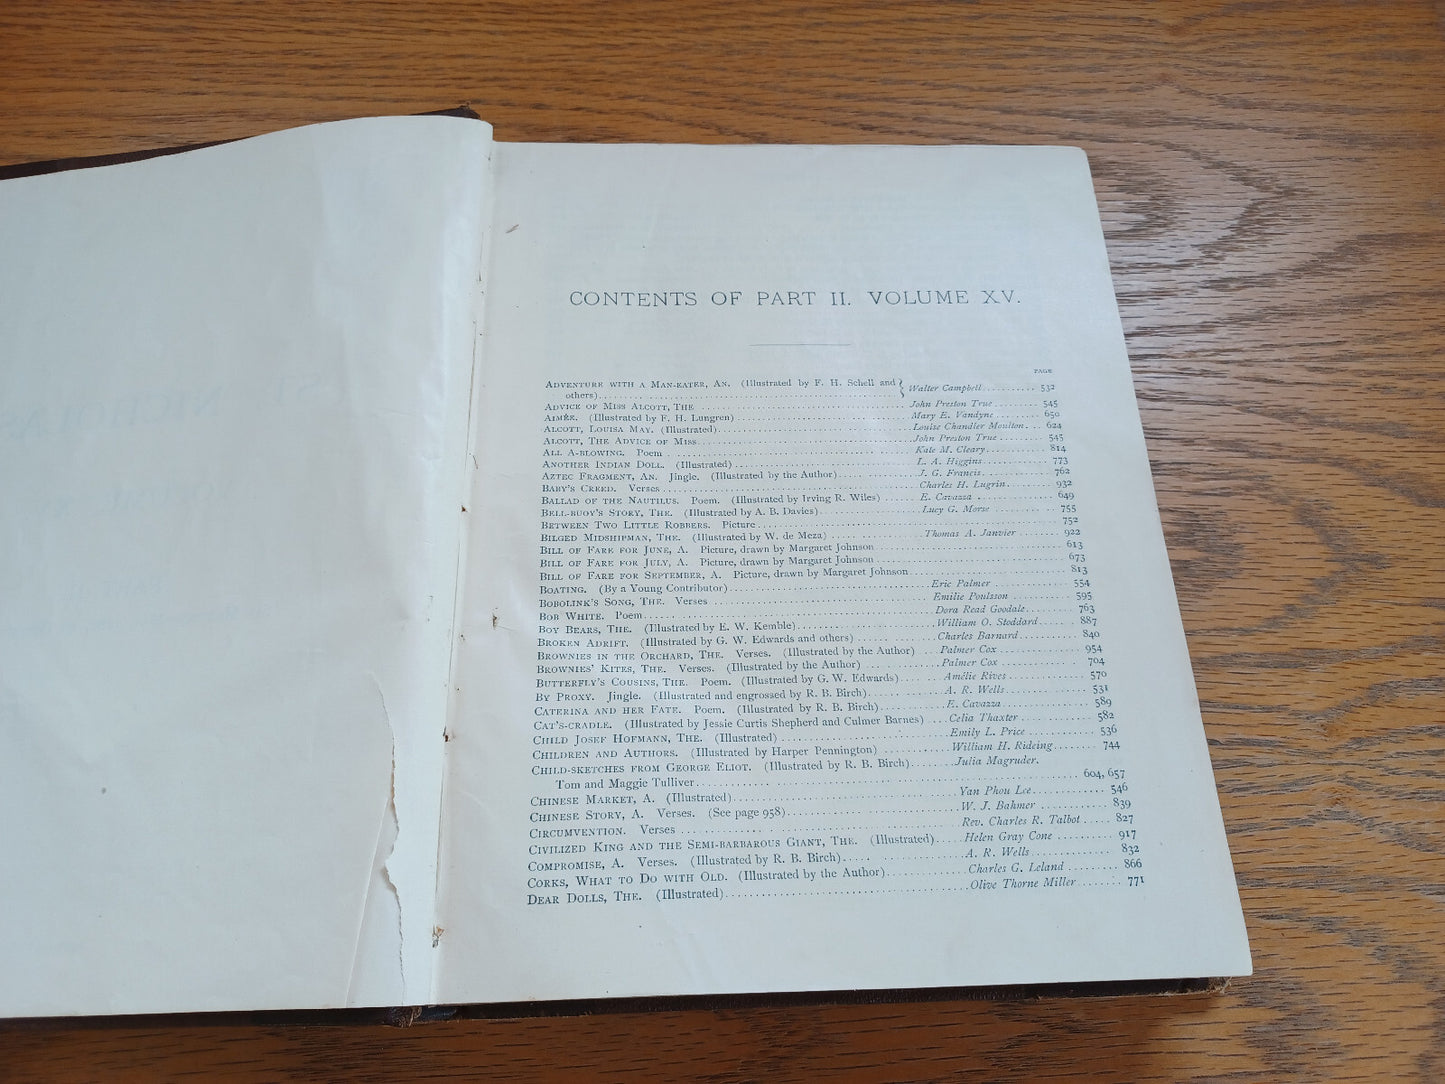 CONTENTS OF PART II. VOLUME XV.
PAGE
ADVENTURE WITH A MAN-EATER, AN. (Illustrated by F. H. Schell and others) Walter Campbell 532
ADVICE OF MISS ALCOTT, THE John Preston True 545
AIMÉE. (Illustrated by F. H. Lungren) Mary E. Vandyne 650
ALCOTT, LOUISA MAY. (Illustrated) Louise Chandler Moulton 624
ALCOTT, THE ADVICE OF MISS John Preston True 545
ALL A-BLOWING. Poem Kate M. Cleary 814
ANOTHER INDIAN DOLL. (Illustrated) L. A. Higgins 773
AZTEC FRAGMENT, AN. Jingle. (Illustrated by the Author) J. G. Francis 762
BABY'S CREED. Verses Charles H. Lugrin 932
BALLAD OF THE NAUTILUS. Poem. (Illustrated by Irving R. Wiles) E. Cavazza 649
BELL-BUOY'S STORY, THE. (Illustrated by A. B. Davies) Lucy G. Morse 755
BETWEEN TWO LITTLE ROBBERS. Picture 752
BILGED MIDSHIPMAN, THE. (Illustrated by W. de Meza) Thomas A. Janvier 922
BILL OF FARE FOR JUNE, A. Picture, drawn by Margaret Johnson 613
BILL OF FARE FOR JULY, A. Picture, drawn by Margaret Johnson 673
BILL OF FARE FOR SEPTEMBER, A. Picture, drawn by Margaret Johnson 813
BOATING. (By a Young Contributor) Eric Palmer 554
BOBOLINK'S SONG, THE. Verses Emilie Poulsson 595
BOB WHITE. Poem Dora Read Goodale 763
BOY BEARS, THE. (Illustrated by E. W. Kemble) William O. Stoddard 887
BROKEN ADRIFT. (Illustrated by G. W. Edwards and others) Charles Barnard 840
BROWNIES IN THE ORCHARD, THE. Verses. (Illustrated by the Author) Palmer Cox 954
BROWNIES' KITES, THE. Verses. (Illustrated by the Author) Palmer Cox 704
BUTTERFLY'S COUSINS, THE. Poem. (Illustrated by G. W. Edwards) Amélie Rives 570
BY PROXY. Jingle. (Illustrated and engrossed by R. B. Birch) A. R. Wells 531
CATERINA AND HER FATE. Poem. (Illustrated by R. B. Birch) E. Cavazza 589
CAT'S-CRADLE. (Illustrated by Jessie Curtis Shepherd and Culmer Barnes) Celia Thaxter 582
CHILD JOSEF HOFMANN, THE. (Illustrated) Emily L. Price 536
CHILDREN AND AUTHORS. (Illustrated by Harper Pennington) William H. Rideing 744
CHILD-SKETCHES FROM GEORGE ELIOT. (Illustrated by R. B. Birch) Julia Magruder.
Tom and Maggie Tulliver 604, 657
CHINESE MARKET, A. (Illustrated) Yan Phou Lee 546
CHINESE STORY, A. Verses. (See page 958) W. J. Bahmer 839
CIRCUMVENTION. Verses Rev. Charles R. Talbot 827
CIVILIZED KING AND THE SEMI-BARBAROUS GIANT, THE. (Illustrated) Helen Gray Cone 917
COMPROMISE, A. Verses. (Illustrated by R. B. Birch) A. R. Wells 832
CORKS, WHAT TO DO WITH OLD. (Illustrated by the Author) Charles G. Leland 866
DEAR DOLLS, THE. (Illustrated) Olive Thorne Miller 771